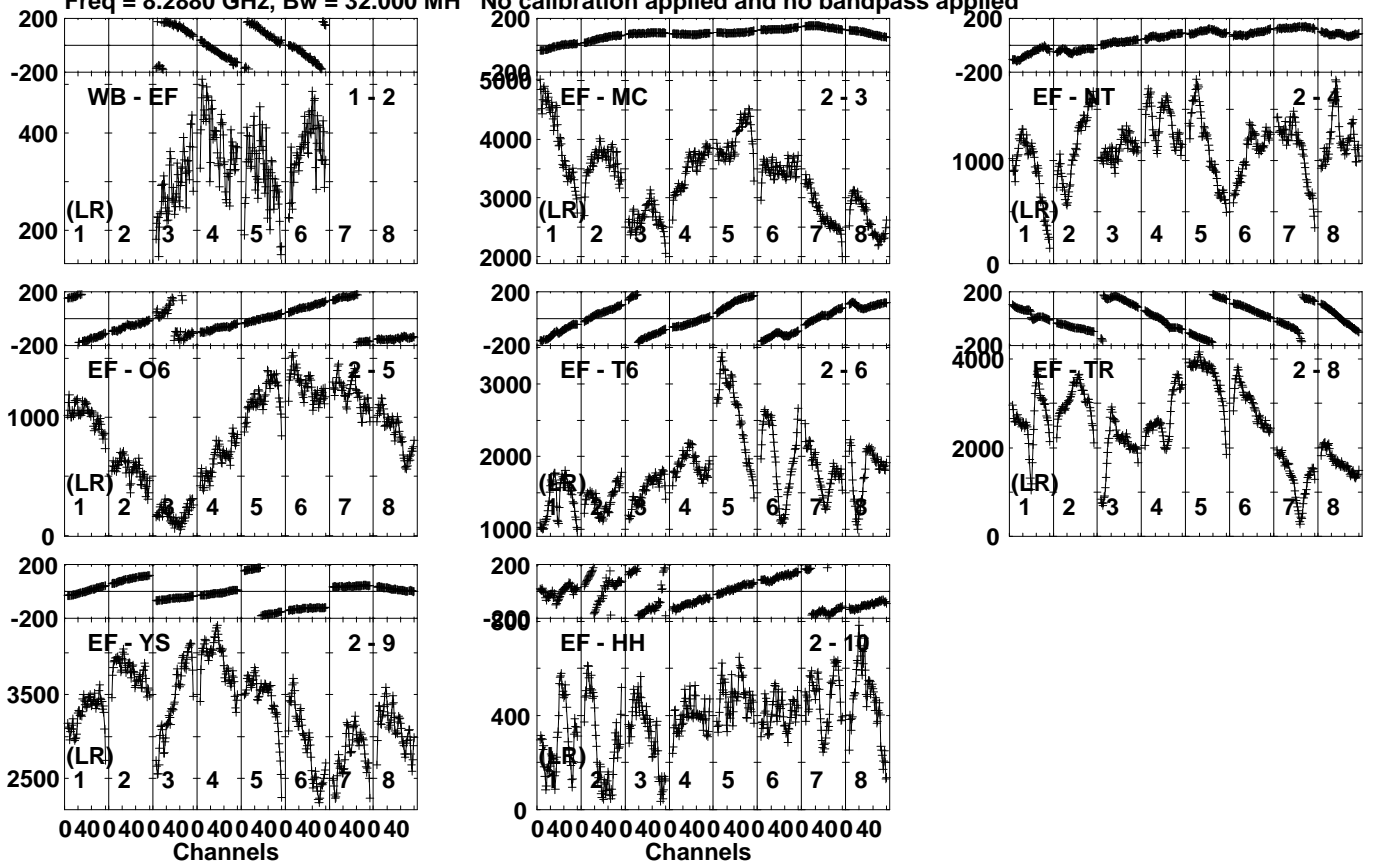 Freq = 8.2880 GHz, Bw = 32.000 MH No calibration applied and no bandpass applied
200
-200
WB - EF 1 - 2
400
200
(LR)
1 2 3 4 5 6 7 8
200
-200
5000
EF - MC 2 - 3
4000
3000
2000
(LR)
1 2 3 4 5 6 7 8
200
-200
EF - NT 2 - 4
1000
0
(LR)
1 2 3 4 5 6 7 8
200
-200
EF - O6 2 - 5
1000
0
(LR)
1 2 3 4 5 6 7 8
200
-200
EF - T6 2 - 6
3000
2000
1000
(LR)
1 2 3 4 5 6 7 8
200
-200
4000
EF - TR 2 - 8
2000
0
(LR)
1 2 3 4 5 6 7 8
200
-200
EF - YS 2 - 9
3500
2500
(LR)
1 2 3 4 5 6 7 8
0 40 0 40 0 40 0 40 0 40 0 40 0 40 0 40
Channels
200
-200
800
EF - HH 2 - 10
400
0
(LR)
1 2 3 4 5 6 7 8
0 40 0 40 0 40 0 40 0 40 0 40 0 40 0 40
Channels